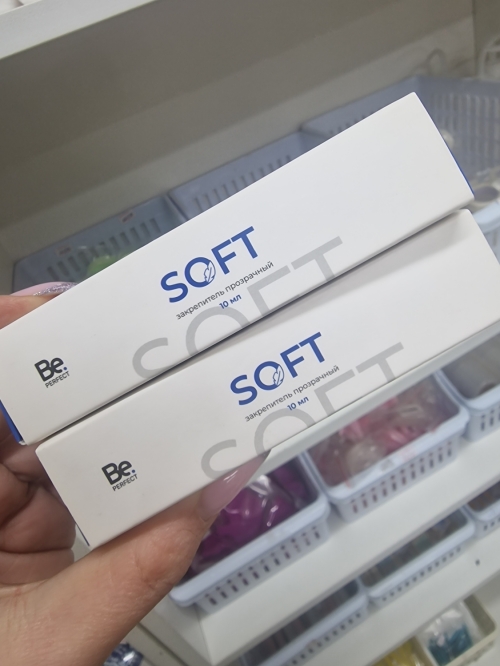 SOFT
закрепитель прозрачный
10 мл
SOFT
Be.
PERFECT
SOFT
закрепитель прозрачный
10 мл
SOFT
Be.
PERFECT